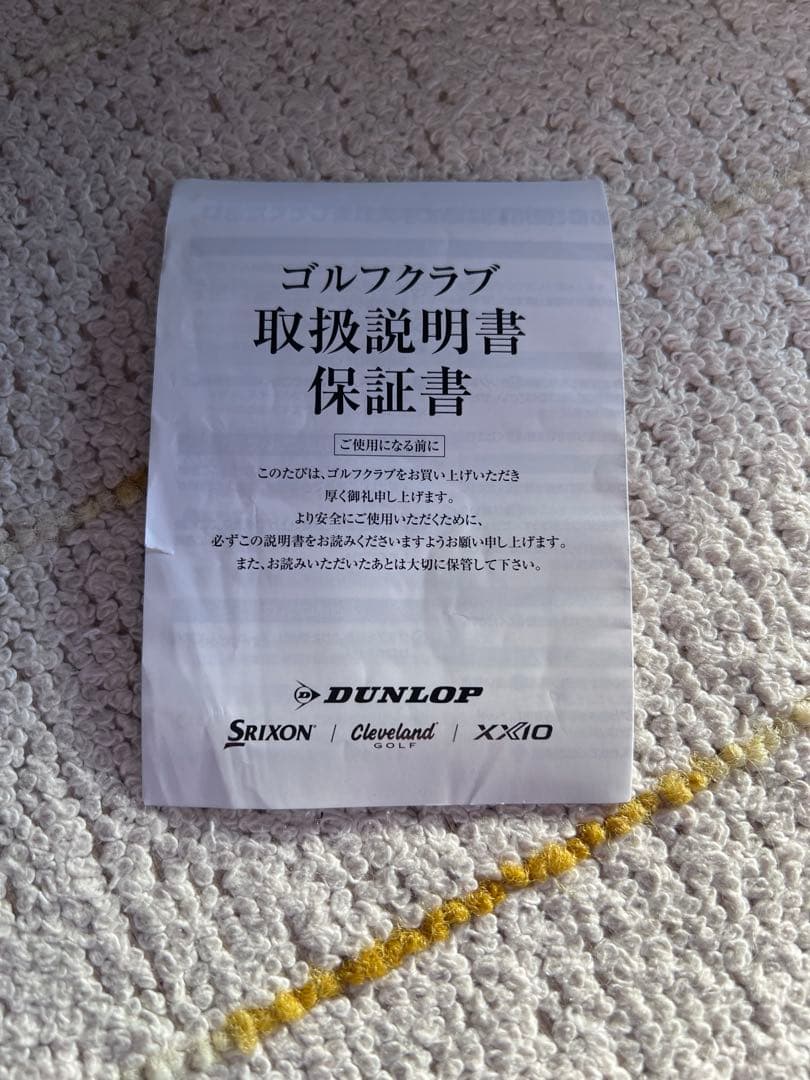 ゴルフクラブ
取扱説明書
保証書
ご使用になる前に
このたびは、ゴルフクラブをお買い上げいただき
厚く御礼申し上げます。
より安全にご使用いただくために、
必ずこの説明書をお読みくださいますようお願い申し上げます。
また、お読みいただいたあとは大切に保管して下さい。
D DUNLOP
SRIXON / Cleveland GOLF / XXIO